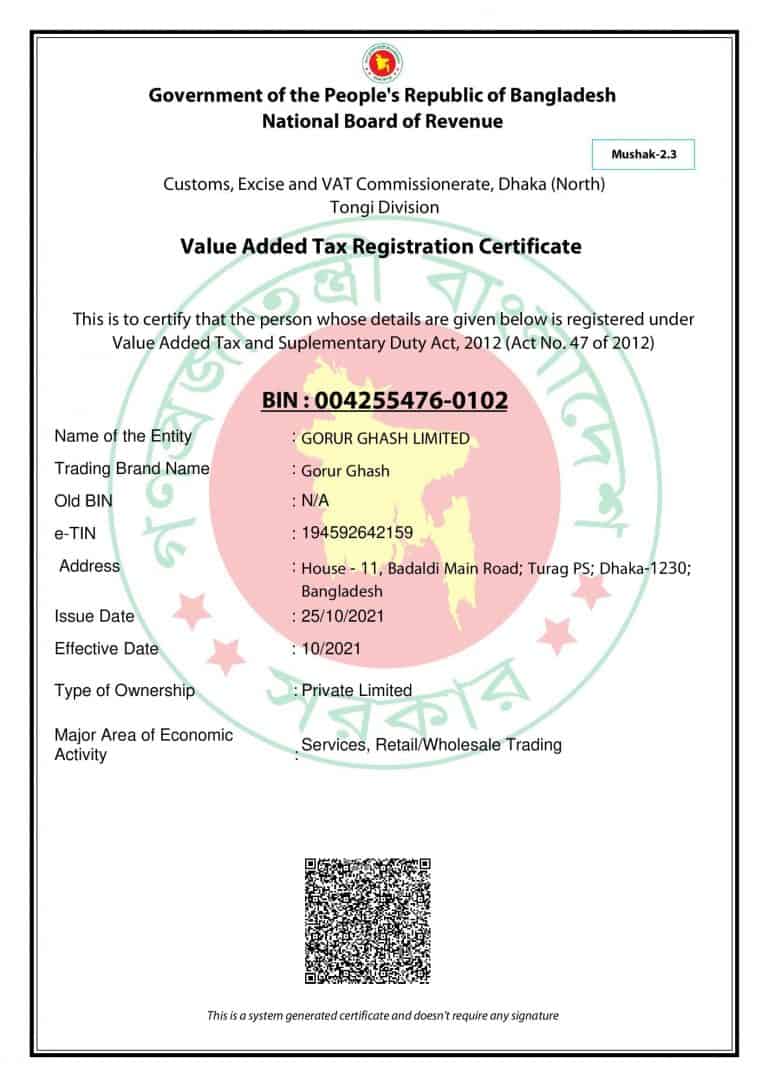 Government of the People's Republic of Bangladesh
National Board of Revenue
Mushak-2.3
Customs, Excise and VAT Commissionerate, Dhaka (North)
Tongi Division
Value Added Tax Registration Certificate
This is to certify that the person whose details are given below is registered under
Value Added Tax and Suplementary Duty Act, 2012 (Act No. 47 of 2012)
BIN : 004255476-0102
Name of the Entity : GORUR GHASH LIMITED
Trading Brand Name : Gorur Ghash
Old BIN : N/A
e-TIN : 194592642159
Address : House - 11, Badaldi Main Road; Turag PS; Dhaka-1230;
Bangladesh
Issue Date : 25/10/2021
Effective Date : 10/2021
Type of Ownership : Private Limited
Major Area of Economic
Activity : Services, Retail/Wholesale Trading
গণপ্রজাতন্ত্রী বাংলাদেশ
সরকার
This is a system generated certificate and doesn't require any signature